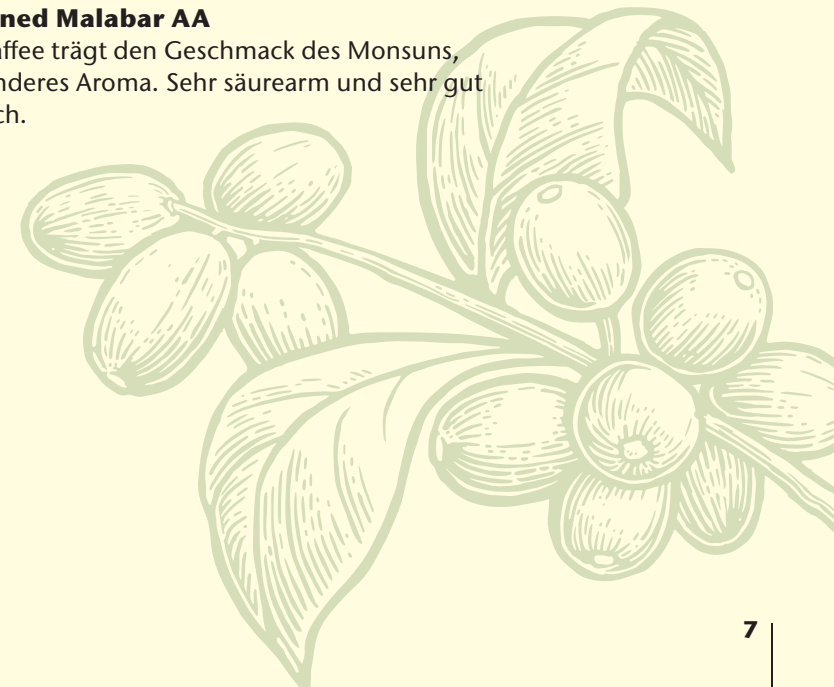 ned Malabar AA
affee trägt den Geschmack des Monsuns,
nderes Aroma. Sehr säurearm und sehr gut
ch.
7